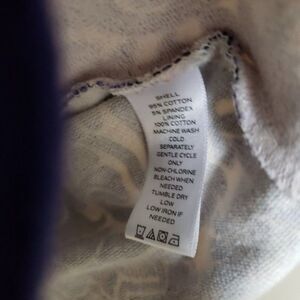 SHELL
95% COTTON
5% SPANDEX
LINING
100% COTTON
MACHINE WASH
COLD
SEPARATELY
GENTLE CYCLE
ONLY
NON-CHLORINE
BLEACH WHEN
NEEDED
TUMBLE DRY
LOW
LOW IRON IF
NEEDED